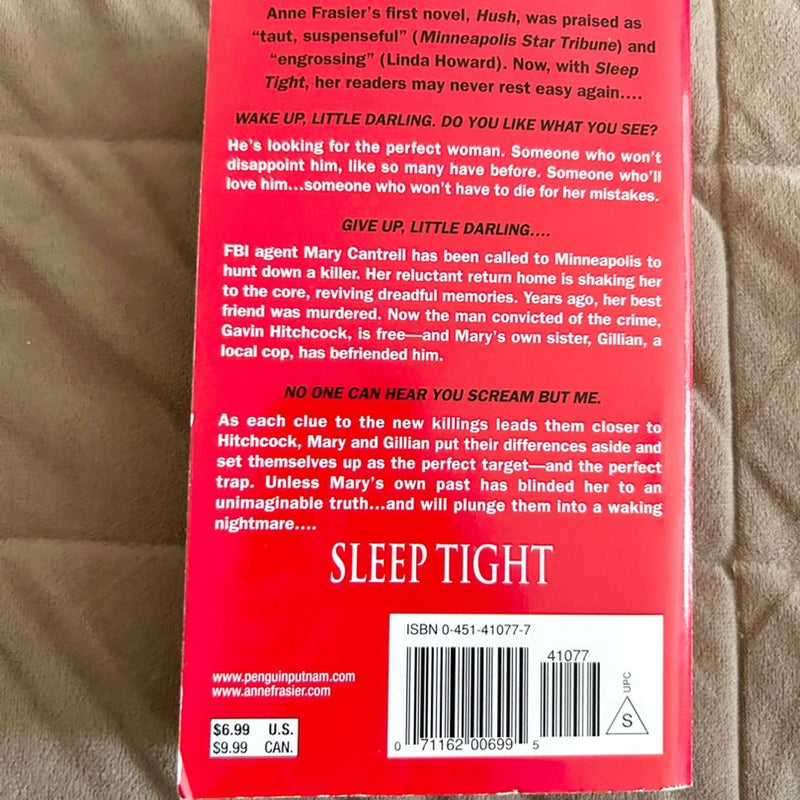 Anne Frasier's first novel, Hush, was praised as
"taut, suspenseful" (Minneapolis Star Tribune) and
"engrossing" (Linda Howard). Now, with Sleep
Tight, her readers may never rest easy again....
WAKE UP, LITTLE DARLING. DO YOU LIKE WHAT YOU SEE?
He's looking for the perfect woman. Someone who won't
disappoint him, like so many have before. Someone who'll
love him...someone who won't have to die for her mistakes.
GIVE UP, LITTLE DARLING....
FBI agent Mary Cantrell has been called to Minneapolis to
hunt down a killer. Her reluctant return home is shaking her
to the core, reviving dreadful memories. Years ago, her best
friend was murdered. Now the man convicted of the crime,
Gavin Hitchcock, is free—and Mary's own sister, Gillian, a
local cop, has befriended him.
NO ONE CAN HEAR YOU SCREAM BUT ME.
As each clue to the new killings leads them closer to
Hitchcock, Mary and Gillian put their differences aside and
set themselves up as the perfect target—and the perfect
trap. Unless Mary's own past has blinded her to an
unimaginable truth...and will plunge them into a waking
nightmare....
SLEEP TIGHT
ISBN 0-451-41077-7
41077
www.penguinputnam.com
www.annefrasier.com
UPC
S
$6.99 U.S.
$9.99 CAN.
0 71162 00699 5